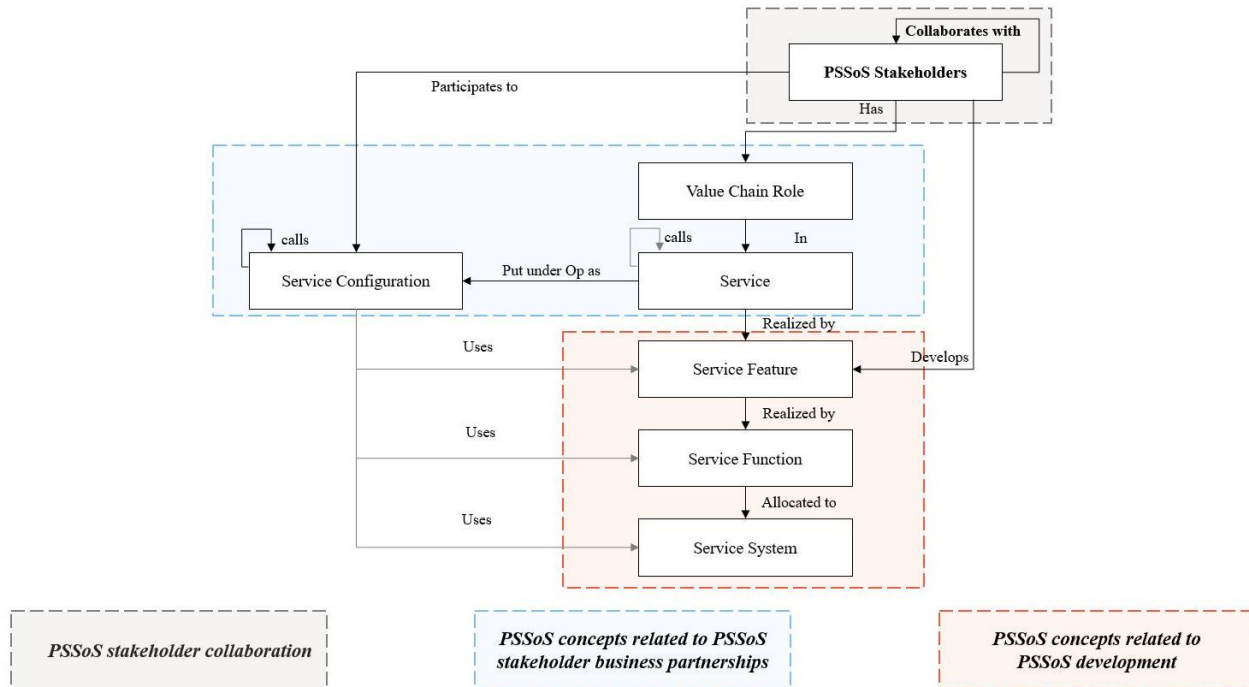 Collaborates with
PSSoS Stakeholders
Participates to
Has
Value Chain Role
calls
calls
In
Service Configuration
Put under Op as
Service
Realized by
Uses
Service Feature
Develops
Realized by
Uses
Service Function
Allocated to
Uses
Service System
PSSoS stakeholder collaboration
PSSoS concepts related to PSSoS
stakeholder business partnerships
PSSoS concepts related to
PSSoS development